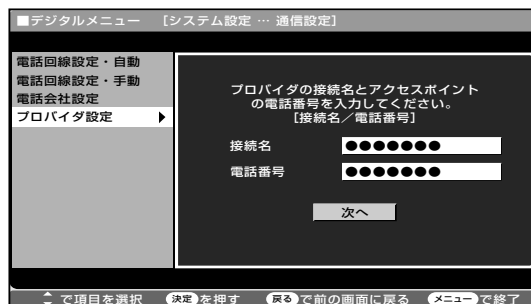 ■デジタルメニュー ［システム設定 … 通信設定］
電話回線設定・自動
電話回線設定・手動
電話会社設定
プロバイダ設定
プロバイダの接続名とアクセスポイント
の電話番号を入力してください。
［接続名／電話番号］
接続名 ●●●●●●●
電話番号 ●●●●●●●
次へ
で項目を選択 決定を押す 戻るで前の画面に戻る メニューで終了